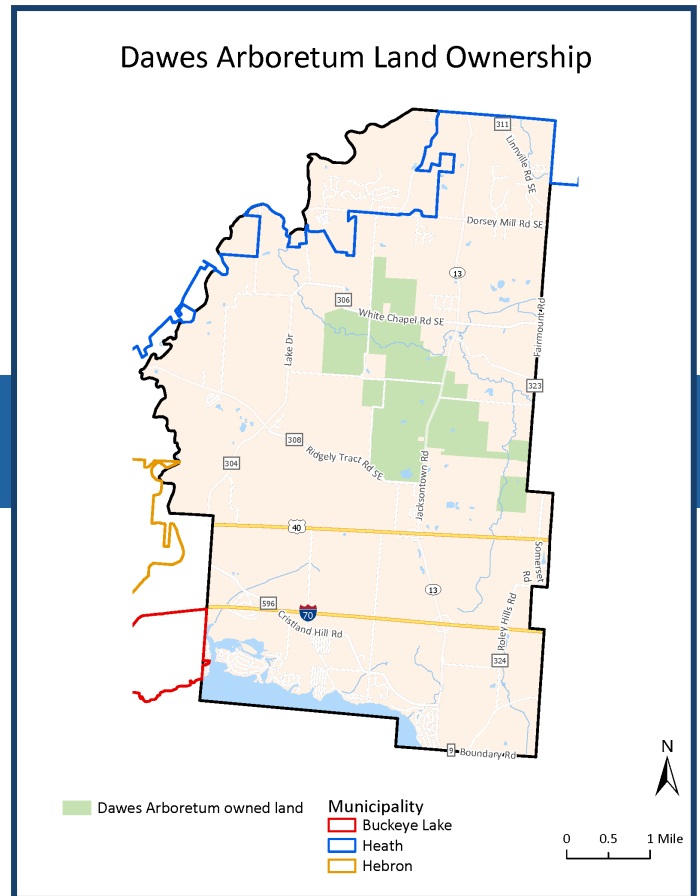 Dawes Arboretum Land Ownership
311
Linnville Rd SE
Dorsey Mill Rd SE
13
306
White Chapel Rd SE
Fairmount Rd
Lake Dr
323
308
Ridgely Tract Rd SE
304
Jacksontown Rd
40
Somerset
Rd
13
596
70
Cristland Hill Rd
Roley Hills Rd
324
9
Boundary Rd
N
Dawes Arboretum owned land
Municipality
Buckeye Lake
Heath
Hebron
0 0.5 1 Mile